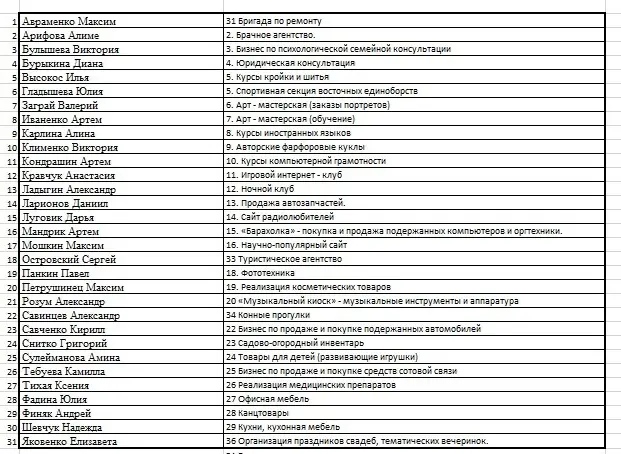 1 Авраменко Максим 31 Бригада по ремонту
2 Арифова Алиме 2. Брачное агентство.
3 Булышева Виктория 3. Бизнес по психологической семейной консультации
4 Бурыкина Диана 4. Юридическая консультация
5 Высокос Илья 5. Курсы кройки и шитья
6 Гладышева Юлия 5. Спортивная секция восточных единоборств
7 Заграй Валерий 6. Арт - мастерская (заказы портретов)
8 Иваненко Артем 7. Арт - мастерская (обучение)
9 Карлина Алина 8. Курсы иностранных языков
10 Клименко Виктория 9. Авторские фарфоровые куклы
11 Кондрашин Артем 10. Курсы компьютерной грамотности
12 Кравчук Анастасия 11. Игровой интернет - клуб
13 Ладыгин Александр 12. Ночной клуб
14 Ларионов Даниил 13. Продажа автозапчастей.
15 Луговик Дарья 14. Сайт радиолюбителей
16 Мандрик Артем 15. «Барахолка» - покупка и продажа подержанных компьютеров и оргтехники.
17 Мошкин Максим 16. Научно-популярный сайт
18 Островский Сергей 33 Туристическое агентство
19 Панкин Павел 18. Фототехника
20 Петрушинец Максим 19. Реализация косметических товаров
21 Розум Александр 20 «Музыкальный киоск» - музыкальные инструменты и аппаратура
22 Савинцев Александр 34 Конные прогулки
23 Савченко Кирилл 22 Бизнес по продаже и покупке подержанных автомобилей
24 Снитко Григорий 23 Садово-огородный инвентарь
25 Сулейманова Амина 24 Товары для детей (развивающие игрушки)
26 Тебуева Камилла 25 Бизнес по продаже и покупке средств сотовой связи
27 Тихая Ксения 26 Реализация медицинских препаратов
28 Фадина Юлия 27 Офисная мебель
29 Финяк Андрей 28 Канцтовары
30 Шевчук Надежда 29 Кухни, кухонная мебель
31 Яковенко Елизавета 36 Организация праздников свадеб, тематических вечеринок.